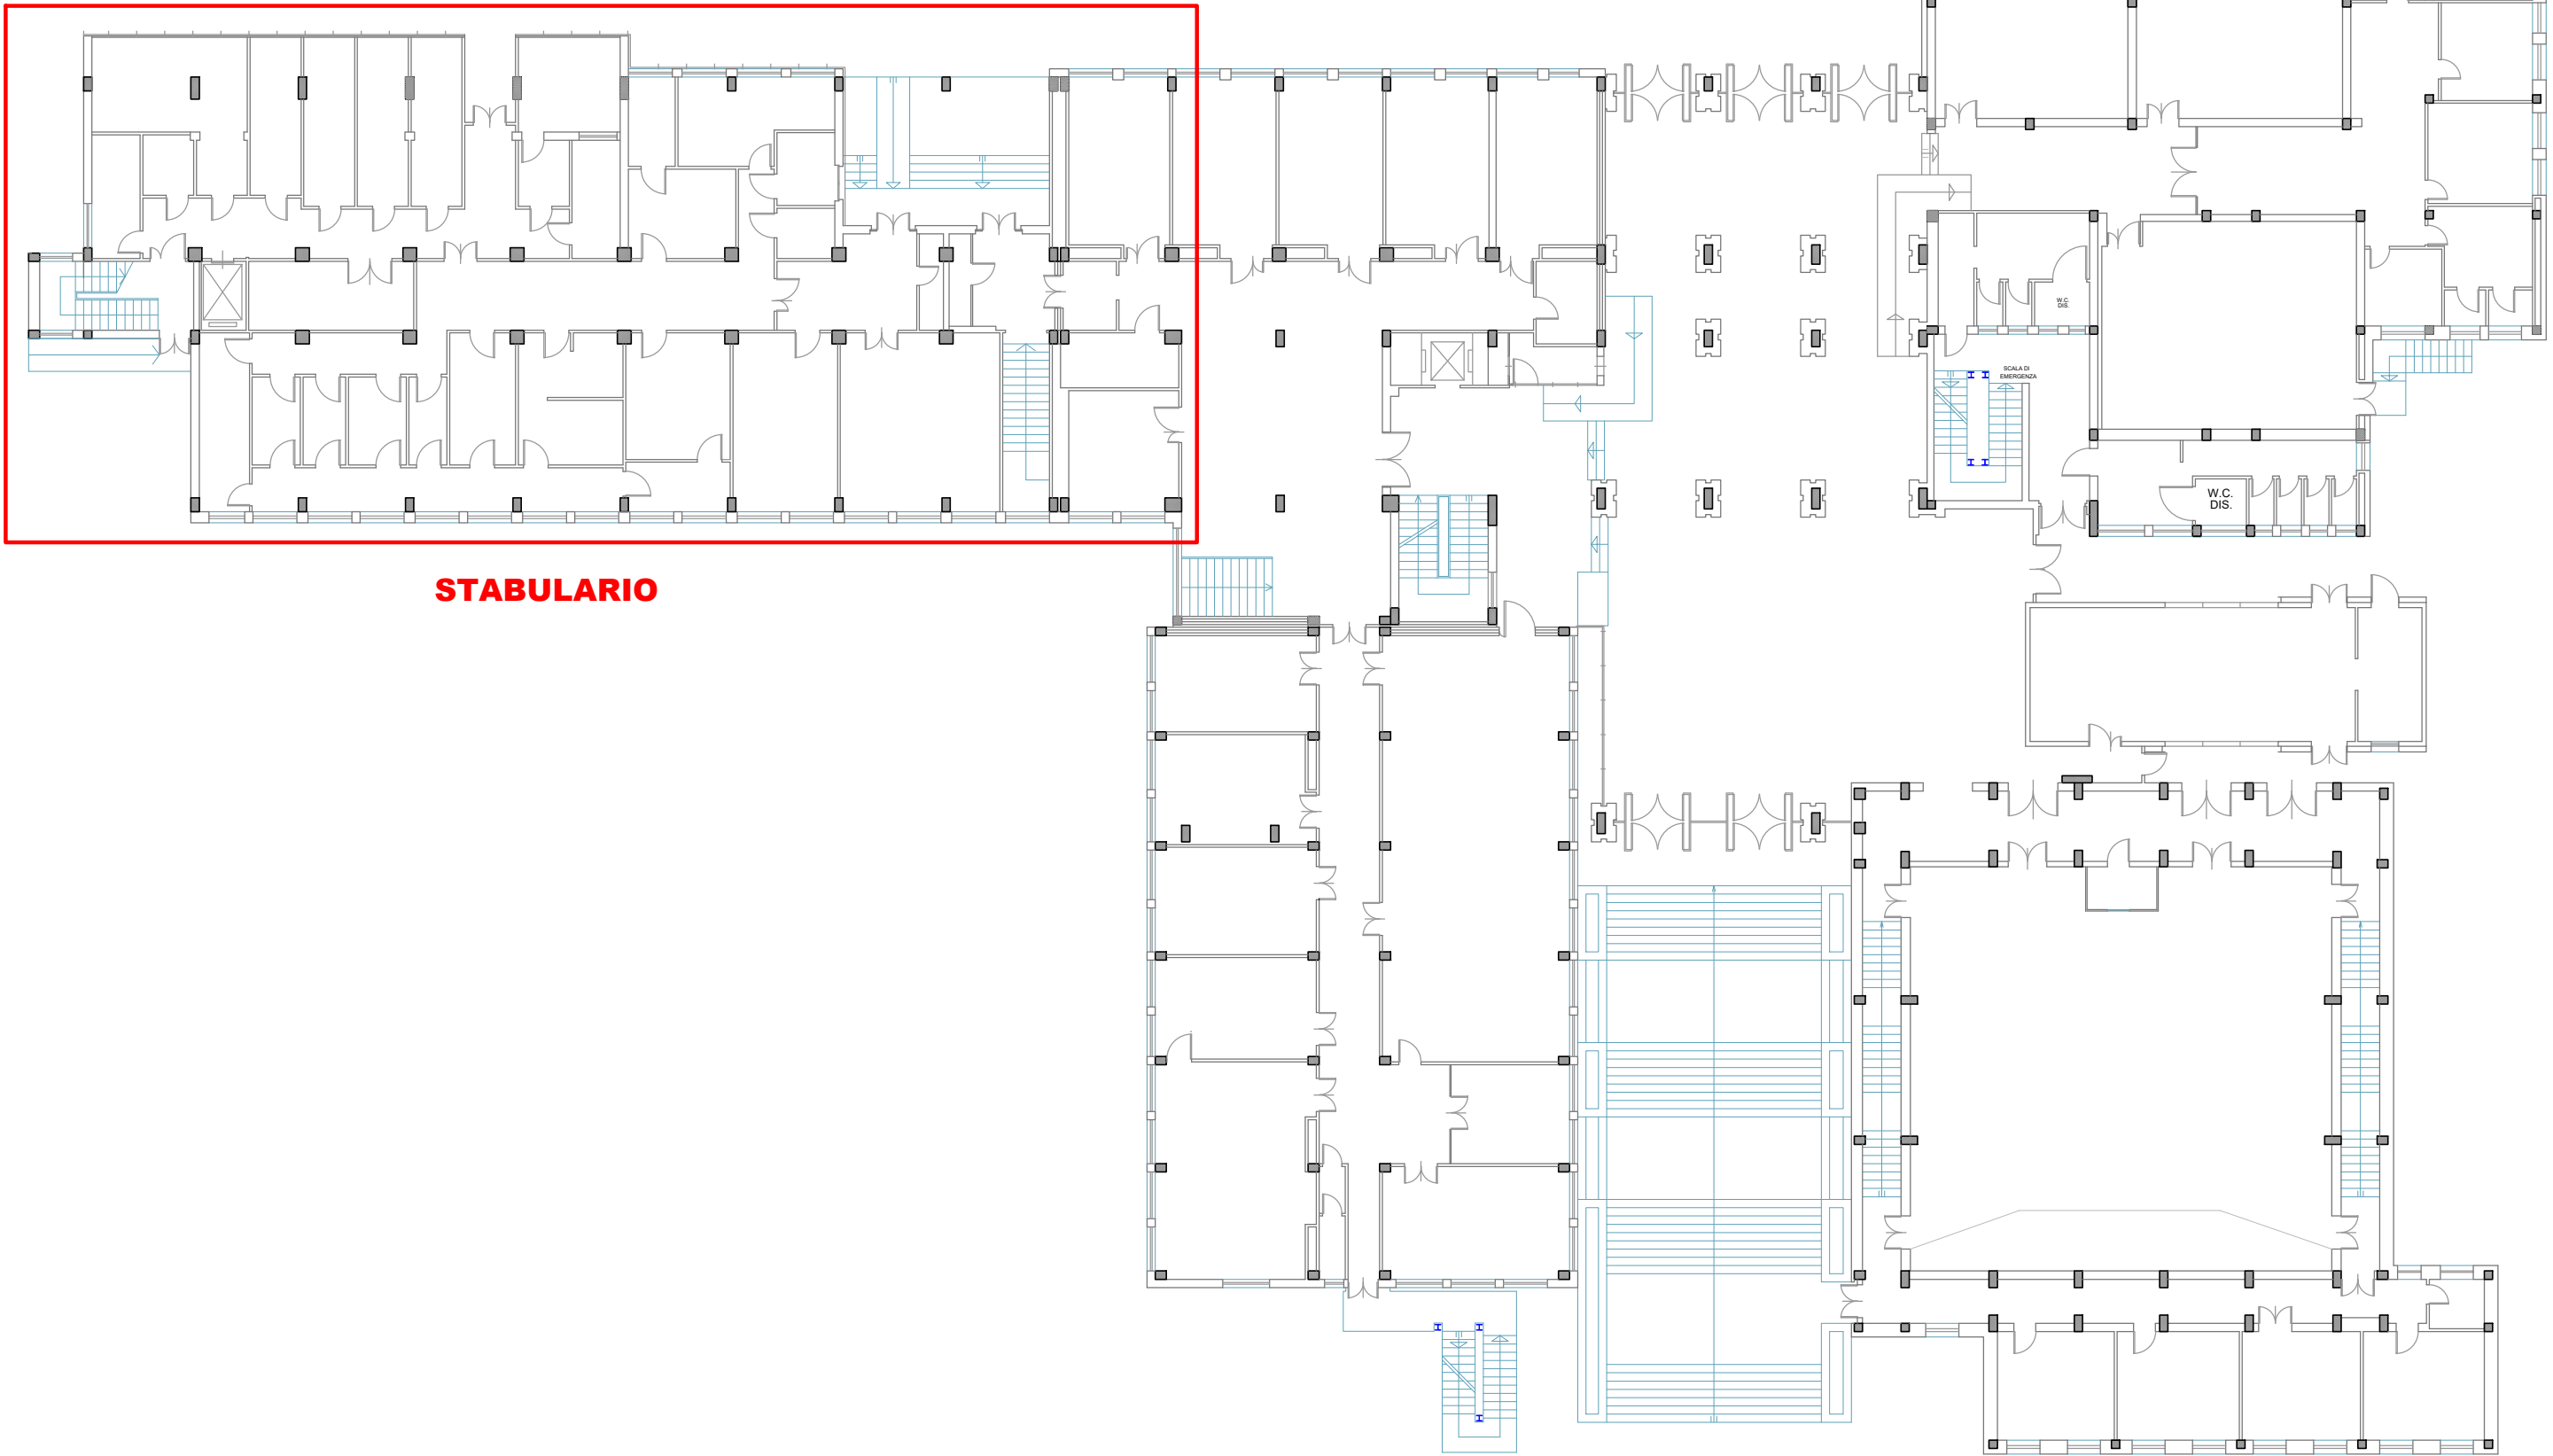 W.C.
DIS.
SCALA DI
EMERGENZA
W.C.
DIS.
STABULARIO